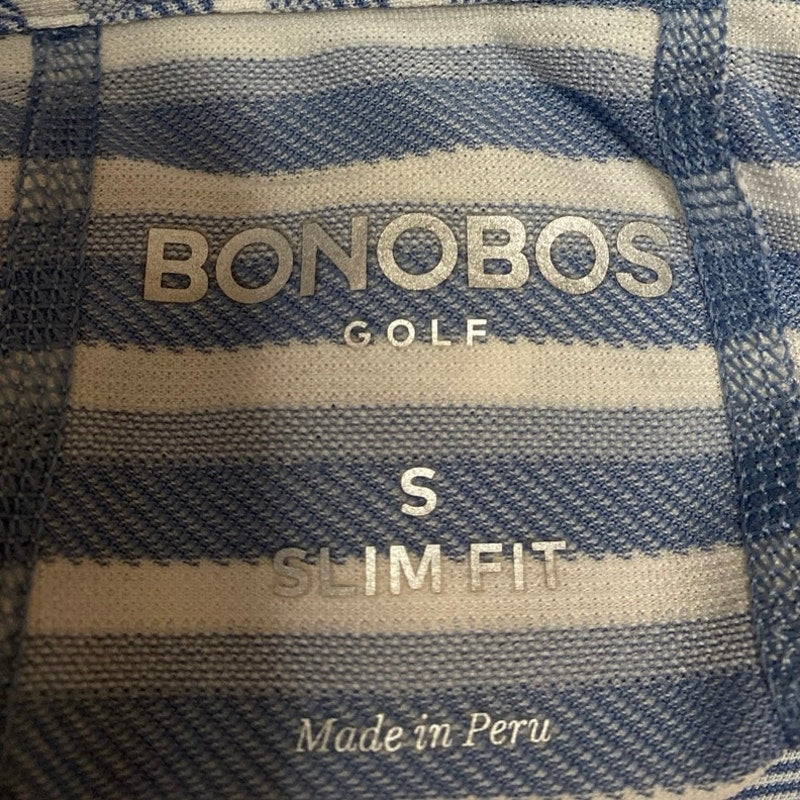 BONOBOS
GOLF
S
SLIM FIT
Made in Peru